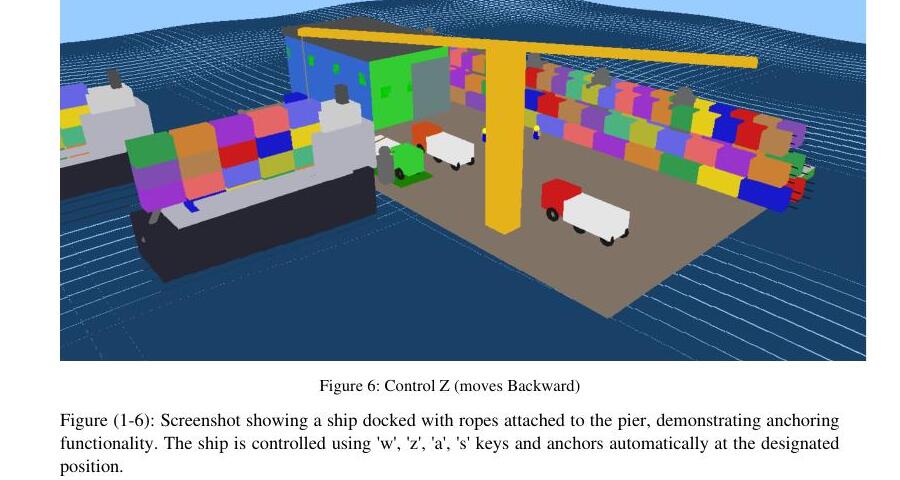 Figure 6: Control Z (moves Backward)
Figure (1-6): Screenshot showing a ship docked with ropes attached to the pier, demonstrating anchoring
functionality. The ship is controlled using 'w', 'z', 'a', 's' keys and anchors automatically at the designated
position.